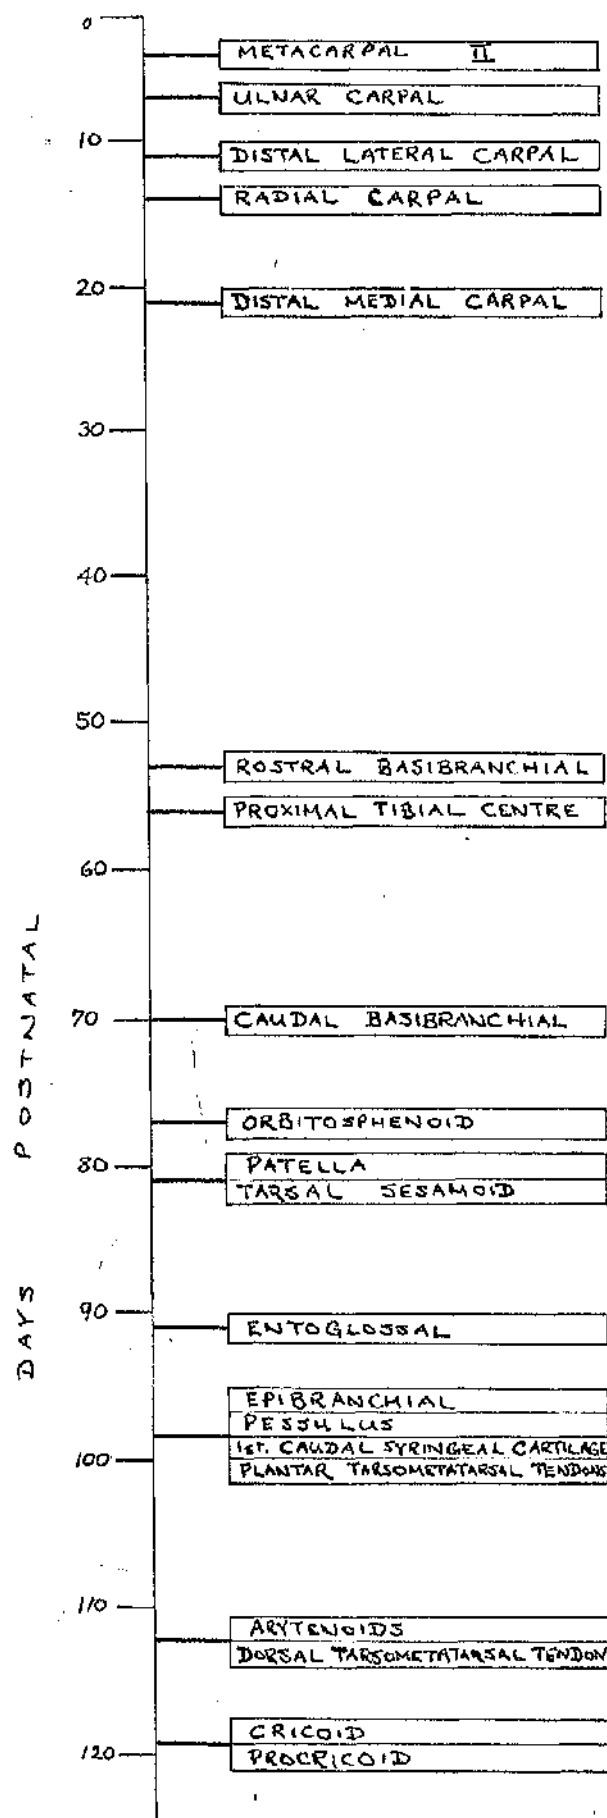 0
METACARPAL II
ULNAR CARPAL
10
DISTAL LATERAL CARPAL
RADIAL CARPAL
20
DISTAL MEDIAL CARPAL
30
40
50
ROSTRAL BASIBRANCHIAL
PROXIMAL TIBIAL CENTRE
60
70
CAUDAL BASIBRANCHIAL
ORBITOSPHENOID
80
PATELLA
TARSAL SESAMOID
90
ENTOGLOSSAL
EPIBRANCHIAL
PESSULUS
1st. CAUDAL SYRINGEAL CARTILAGE
100
PLANTAR TARSOMETATARSAL TENDONS
110
ARYTENOIDS
DORSAL TARSOMETATARSAL TENDON
CRICOID
120
PROCRICOID
DAYS POSTNATAL